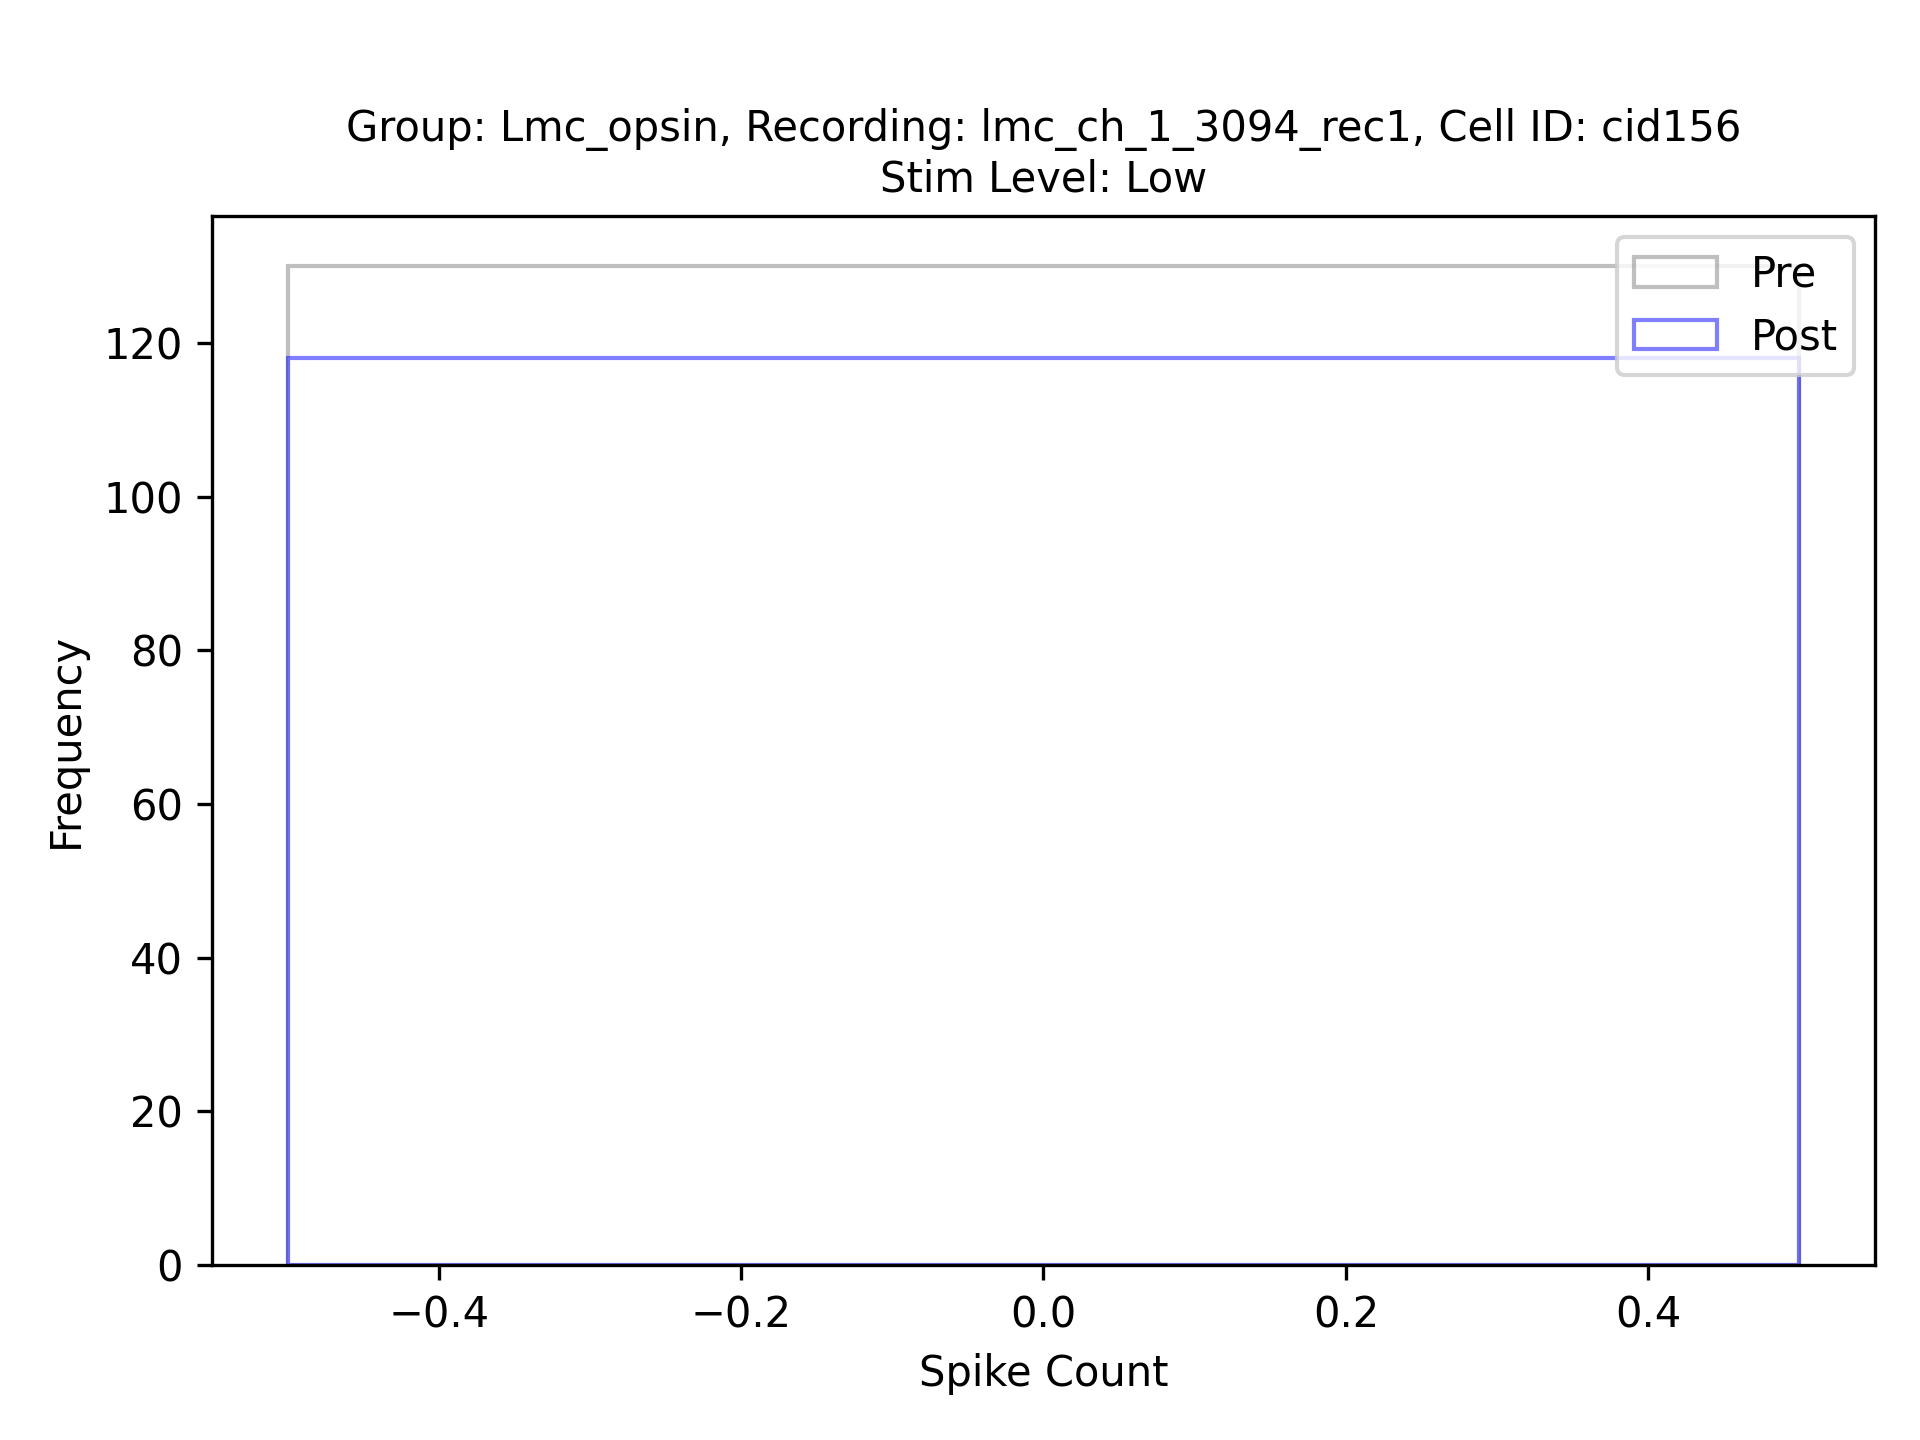 Group: Lmc_opsin, Recording: lmc_ch_1_3094_rec1, Cell ID: cid156
Stim Level: Low
Pre
Post
120
100
80
60
40
20
0
Frequency
−0.4
−0.2
0.0
0.2
0.4
Spike Count